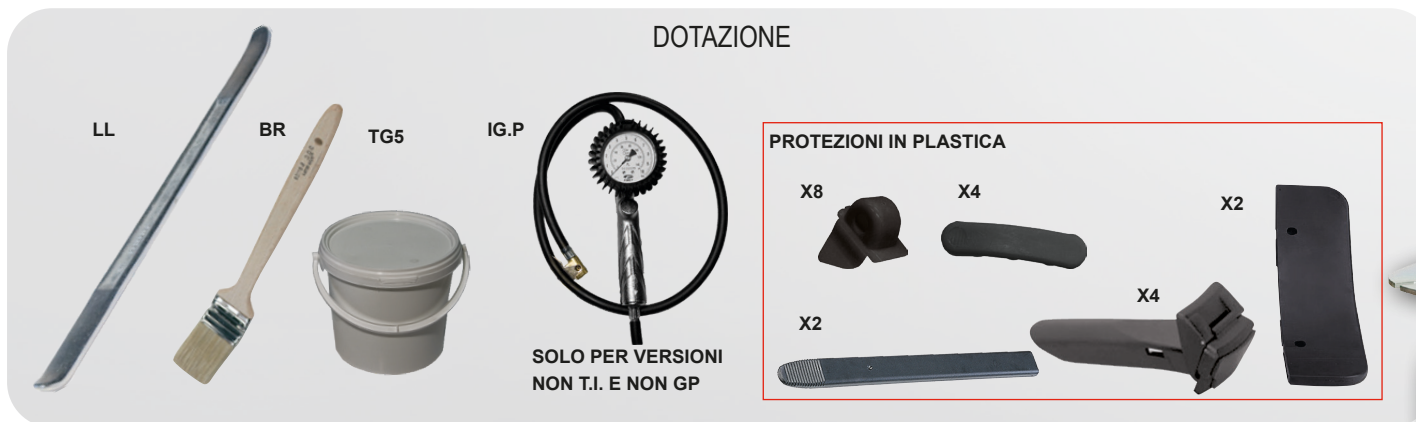 DOTAZIONE
LL
BR
TG5
IG.P
SOLO PER VERSIONI
NON T.I. E NON GP
PROTEZIONI IN PLASTICA
X8
X4
X2
X4
X2